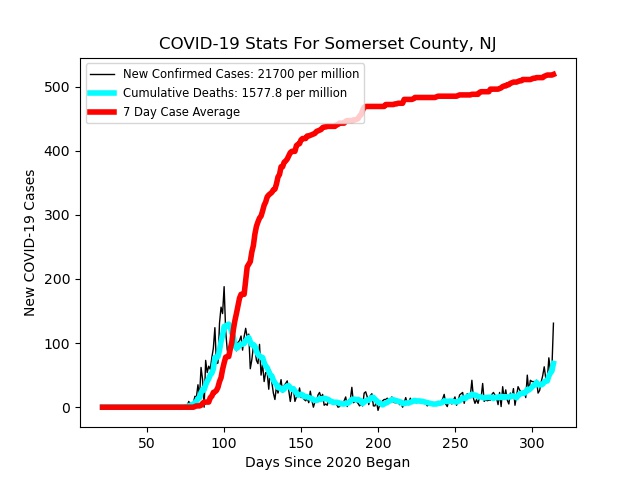 COVID-19 Stats For Somerset County, NJ
New Confirmed Cases: 21700 per million
Cumulative Deaths: 1577.8 per million
7 Day Case Average
500
400
300
200
100
0
New COVID-19 Cases
50
100
150
200
250
300
Days Since 2020 Began